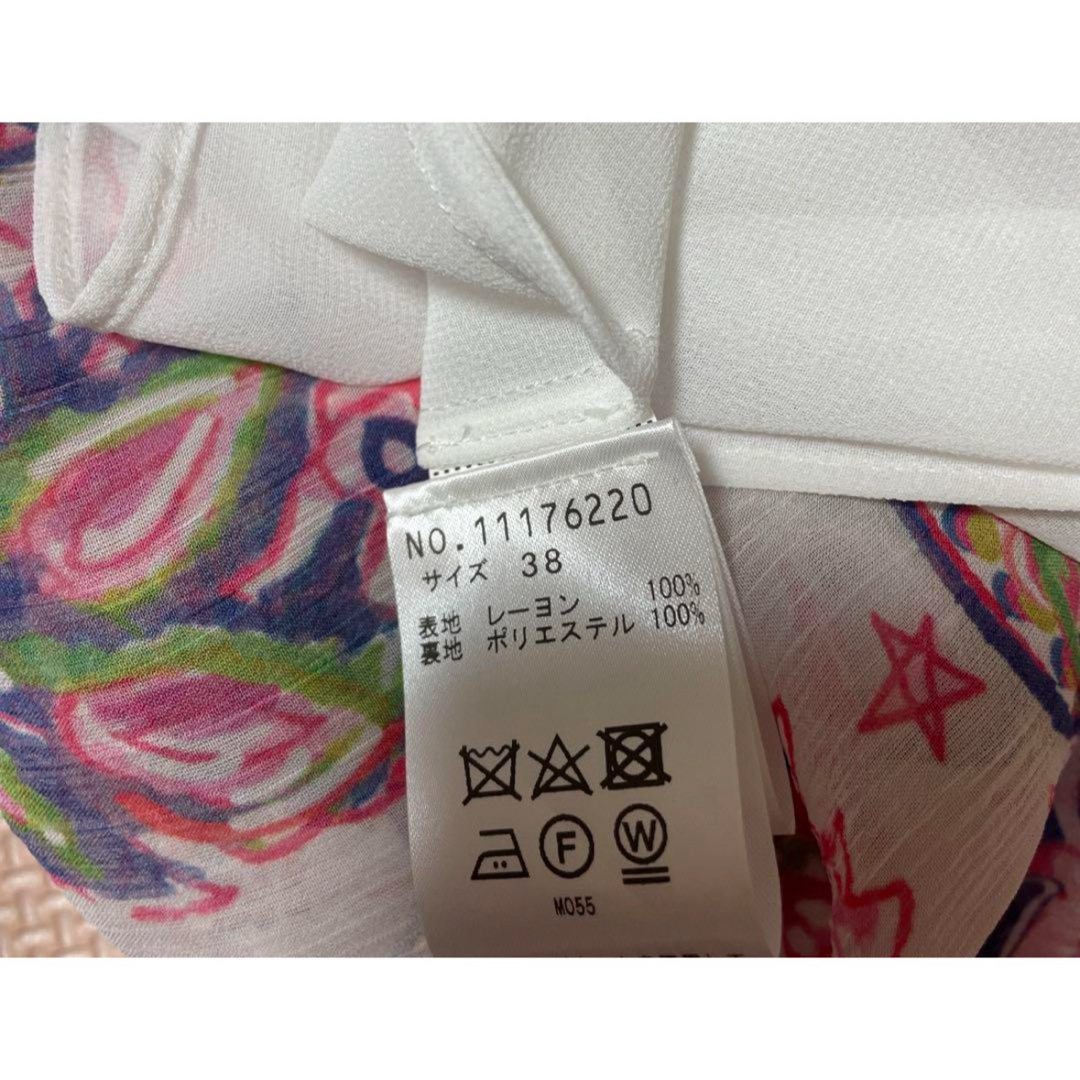 NO.11176220
サイズ 38
表地 レーヨン 100%
裏地 ポリエステル 100%
F W
M055